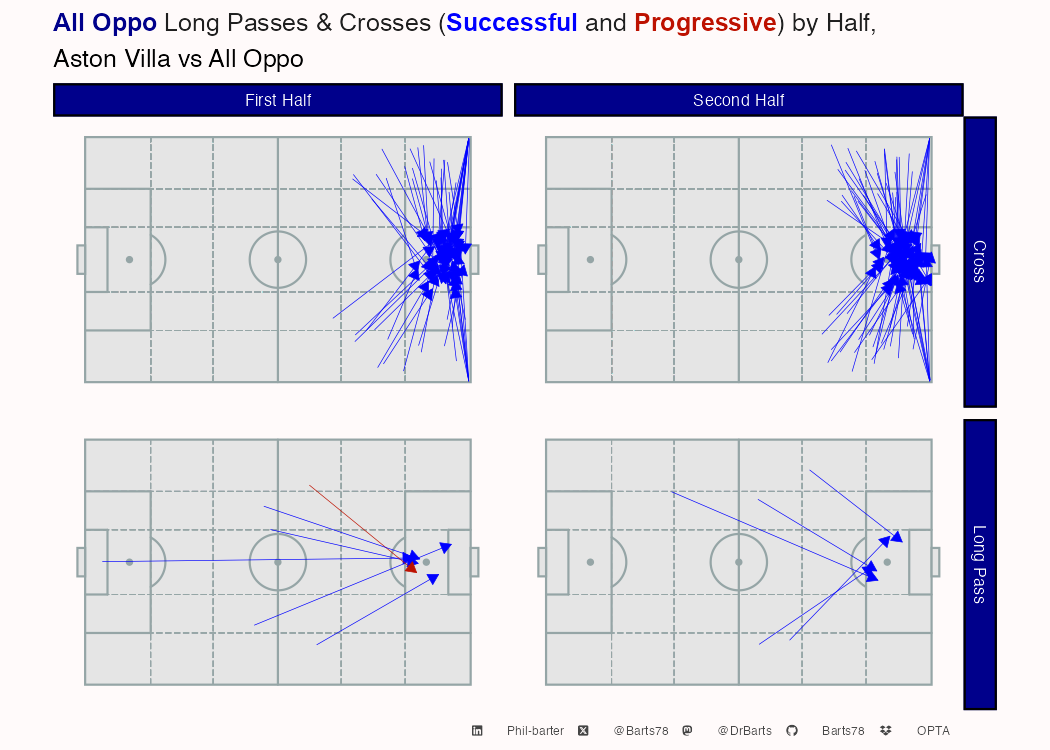 All Oppo Long Passes & Crosses (Successful and Progressive) by Half,
Aston Villa vs All Oppo
First Half
Second Half
Cross
Long Pass
Phil-barter @Barts78 @DrBarts Barts78 OPTA